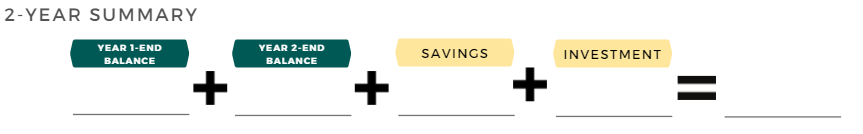 2-YEAR SUMMARY
YEAR 1-END
BALANCE
+
YEAR 2-END
BALANCE
+
SAVINGS
+
INVESTMENT
=